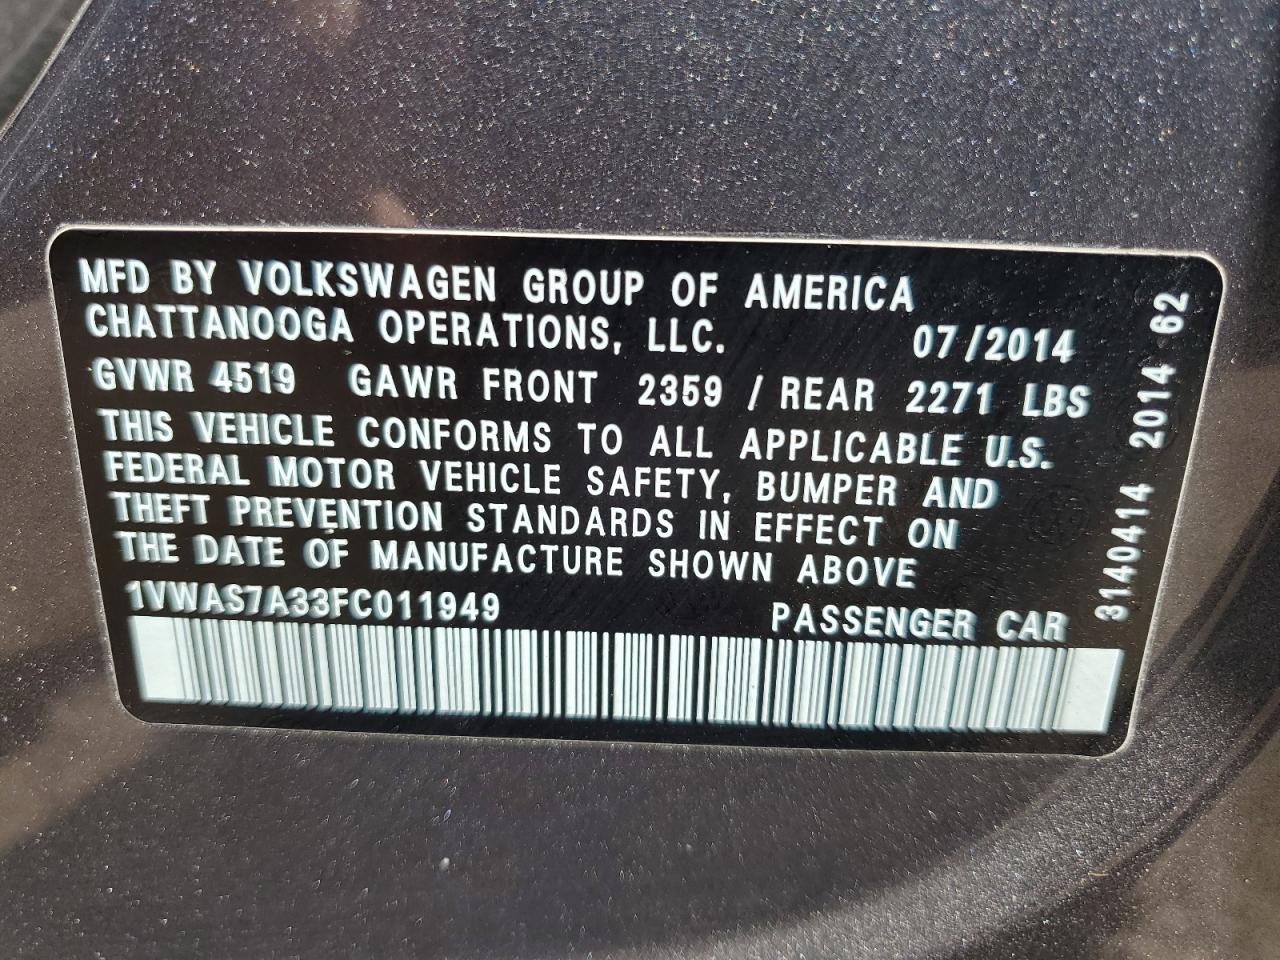 MFD BY VOLKSWAGEN GROUP OF AMERICA
CHATTANOOGA OPERATIONS, LLC. 07/2014
GVWR 4519 GAWR FRONT 2359 / REAR 2271 LBS
THIS VEHICLE CONFORMS TO ALL APPLICABLE U.S.
FEDERAL MOTOR VEHICLE SAFETY, BUMPER AND
THEFT PREVENTION STANDARDS IN EFFECT ON
THE DATE OF MANUFACTURE SHOWN ABOVE
1VWAS7A33FC011949 PASSENGER CAR
3140414 2014 62